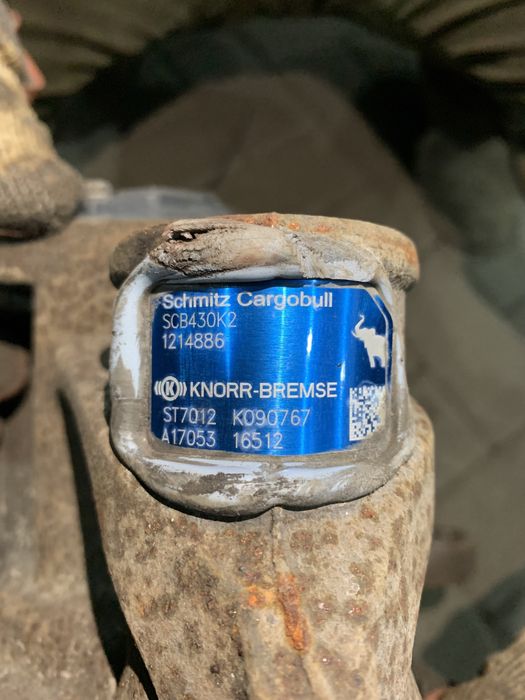 Schmitz Cargobull
SCB430K2
1214886
KNORR-BREMSE
ST7012 K090767
A17053 16512